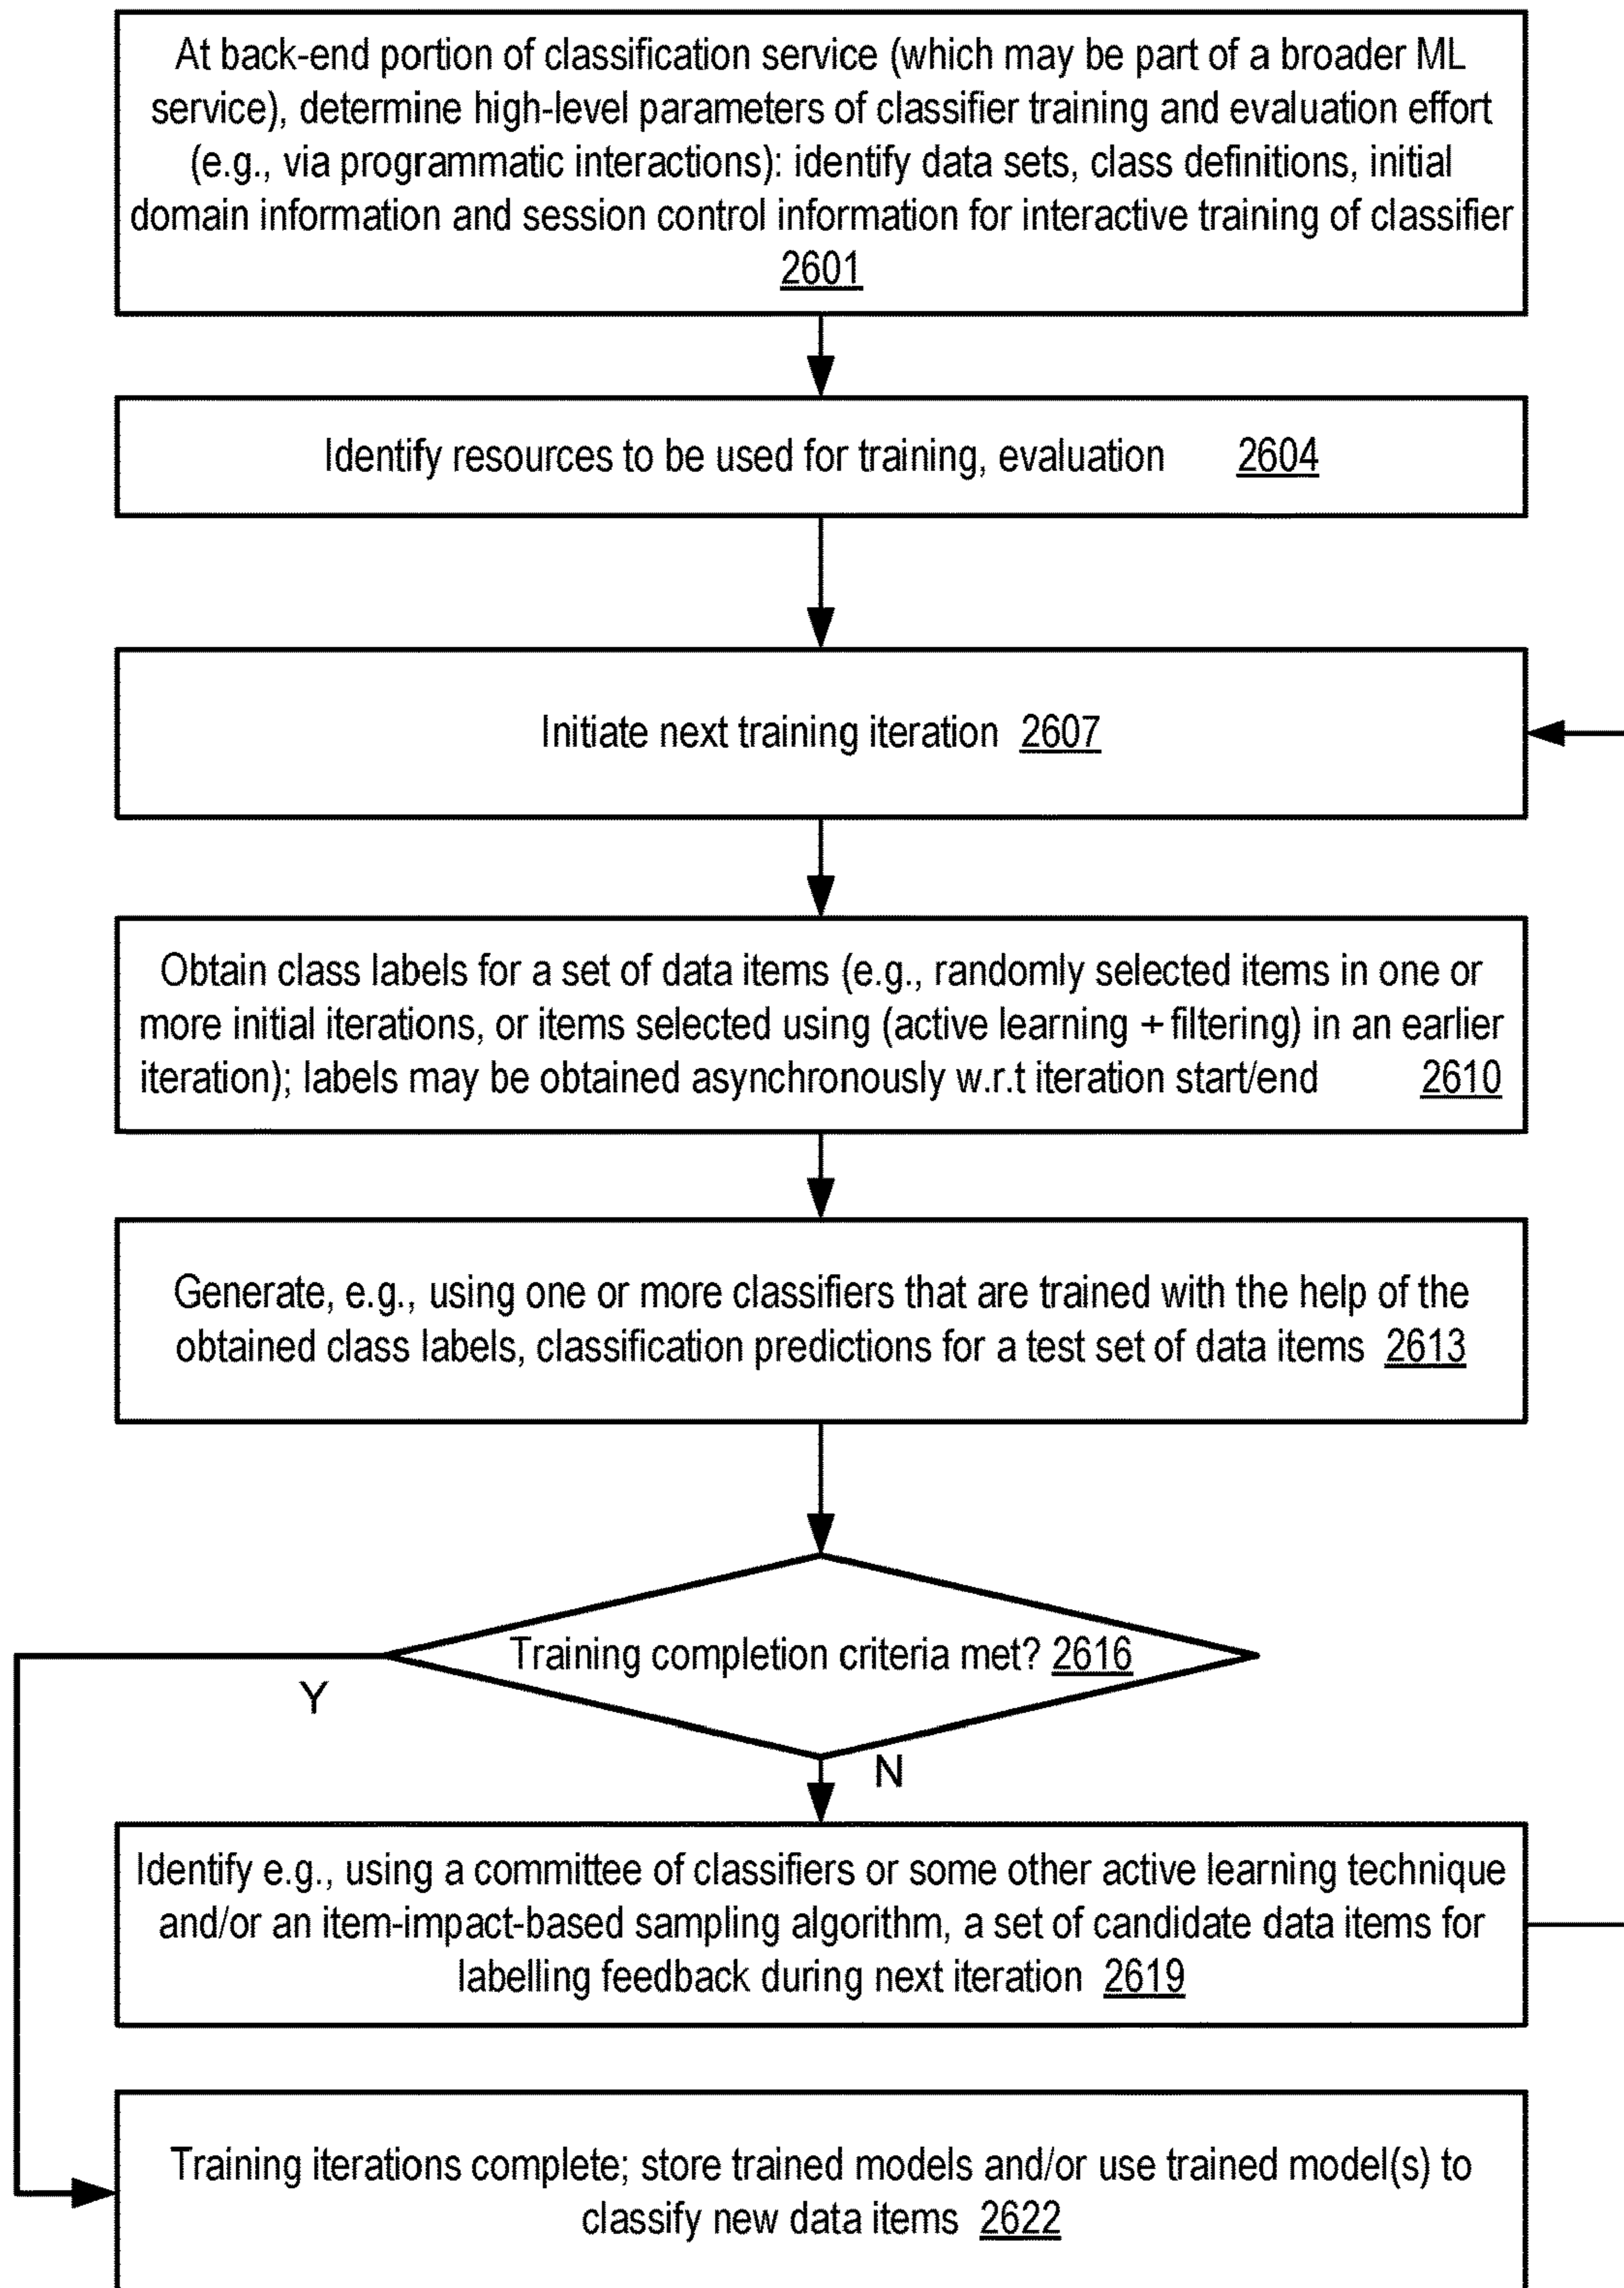 At back-end portion of classification service (which may be part of a broader ML
service), determine high-level parameters of classifier training and evaluation effort
(e.g., via programmatic interactions): identify data sets, class definitions, initial
domain information and session control information for interactive training of classifier
2601
Identify resources to be used for training, evaluation 2604
Initiate next training iteration 2607
Obtain class labels for a set of data items (e.g., randomly selected items in one or
more initial iterations, or items selected using (active learning + filtering) in an earlier
iteration); labels may be obtained asynchronously w.r.t iteration start/end 2610
Generate, e.g., using one or more classifiers that are trained with the help of the
obtained class labels, classification predictions for a test set of data items 2613
Training completion criteria met? 2616
Y
N
Identify e.g., using a committee of classifiers or some other active learning technique
and/or an item-impact-based sampling algorithm, a set of candidate data items for
labelling feedback during next iteration 2619
Training iterations complete; store trained models and/or use trained model(s) to
classify new data items 2622